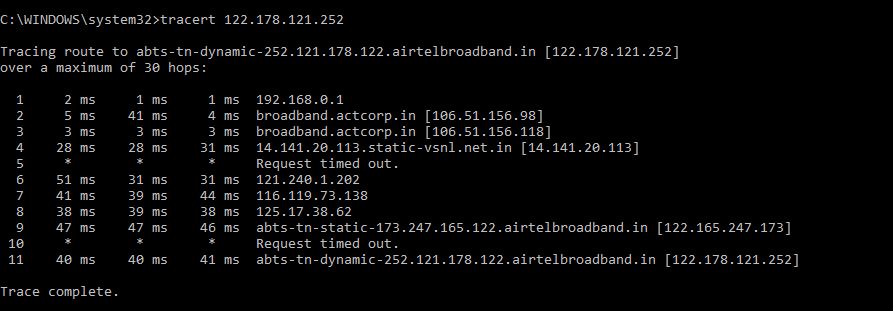 C:\WINDOWS\system32>tracert 122.178.121.252
Tracing route to abts-tn-dynamic-252.121.178.122.airtelbroadband.in [122.178.121.252]
over a maximum of 30 hops:
1 2 ms 1 ms 1 ms 192.168.0.1
2 5 ms 41 ms 4 ms broadband.actcorp.in [106.51.156.98]
3 3 ms 3 ms 3 ms broadband.actcorp.in [106.51.156.118]
4 28 ms 28 ms 31 ms 14.141.20.113.static-vsnl.net.in [14.141.20.113]
5 * * * Request timed out.
6 51 ms 31 ms 31 ms 121.240.1.202
7 41 ms 39 ms 44 ms 116.119.73.138
8 38 ms 39 ms 38 ms 125.17.38.62
9 47 ms 47 ms 46 ms abts-tn-static-173.247.165.122.airtelbroadband.in [122.165.247.173]
10 * * * Request timed out.
11 40 ms 40 ms 41 ms abts-tn-dynamic-252.121.178.122.airtelbroadband.in [122.178.121.252]
Trace complete.